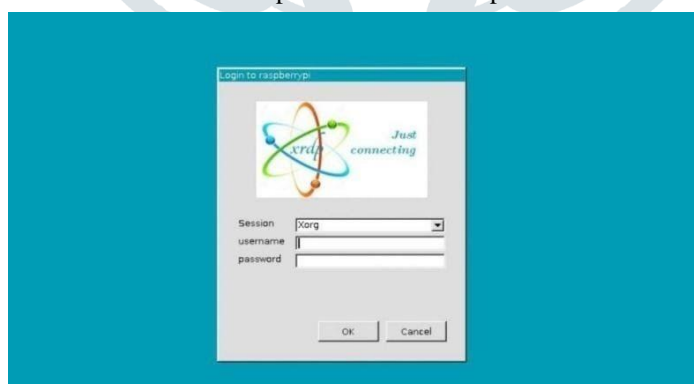 Login to raspberrypi
Just
xrdp connecting
Session Xorg
username
password
OK Cancel